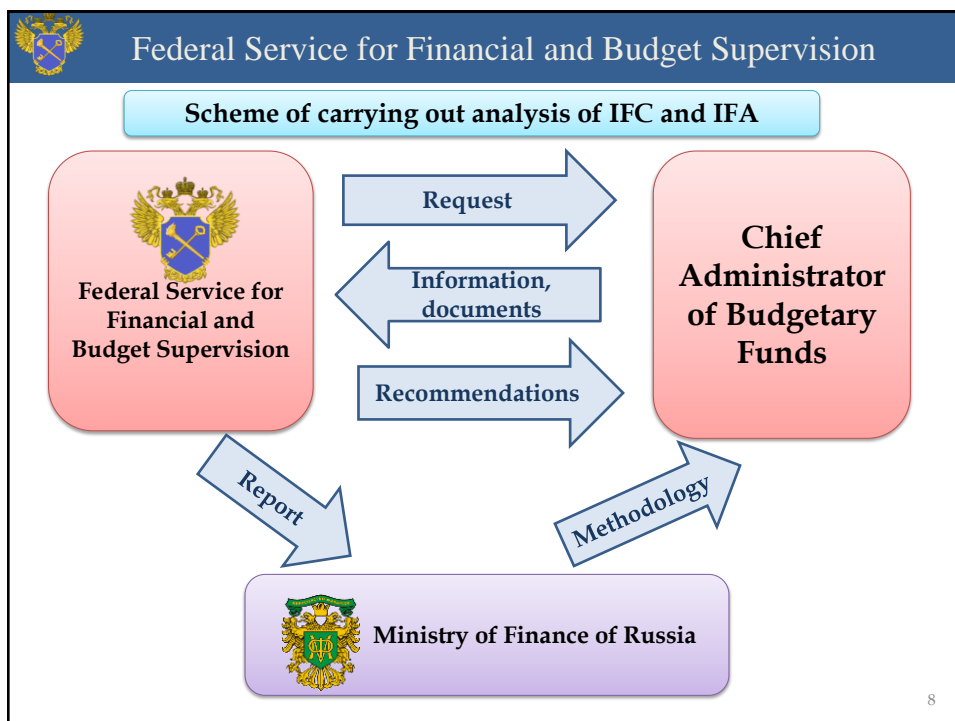 Federal Service for Financial and Budget Supervision
Scheme of carrying out analysis of IFC and IFA
Federal Service for
Financial and
Budget Supervision
Request
Information,
documents
Recommendations
Chief
Administrator
of Budgetary
Funds
Report
Methodology
Ministry of Finance of Russia
8